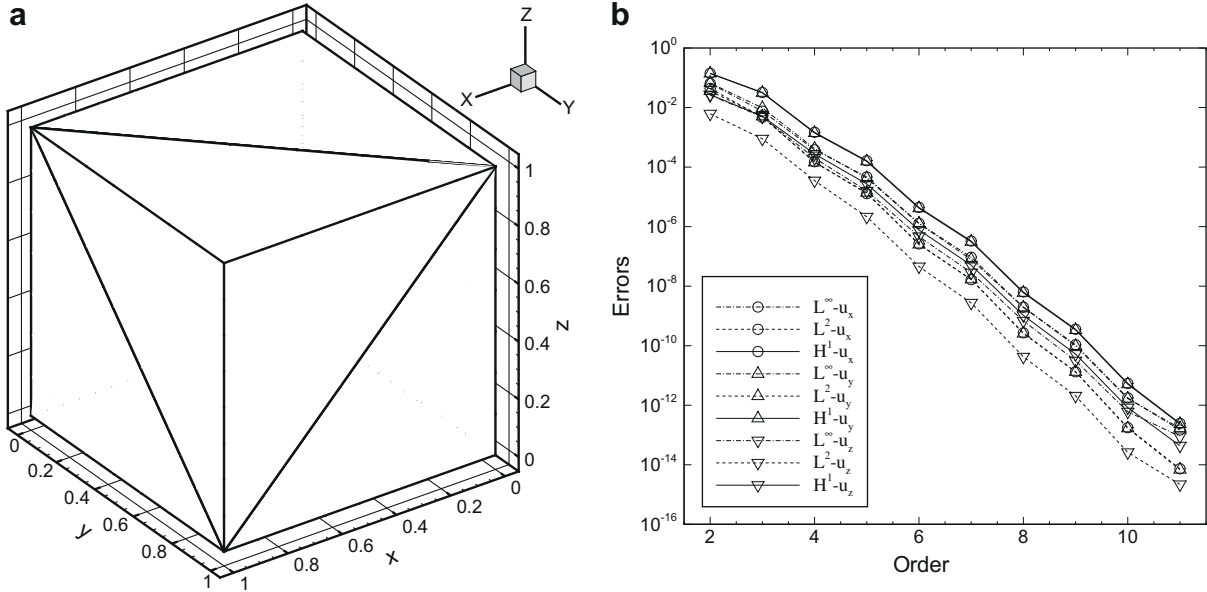 a
Z
X
Y
1
0.8
0.6
0.4
0.2
0
z
0
0.2
0.4
0.6
0.8
1
y
1
0.8
0.6
0.4
0.2
0
x
b
10^0
10^-2
10^-4
10^-6
10^-8
10^-10
10^-12
10^-14
10^-16
Errors
L^∞-u_x
L^2-u_x
H^1-u_x
L^∞-u_y
L^2-u_y
H^1-u_y
L^∞-u_z
L^2-u_z
H^1-u_z
2
4
6
8
10
Order